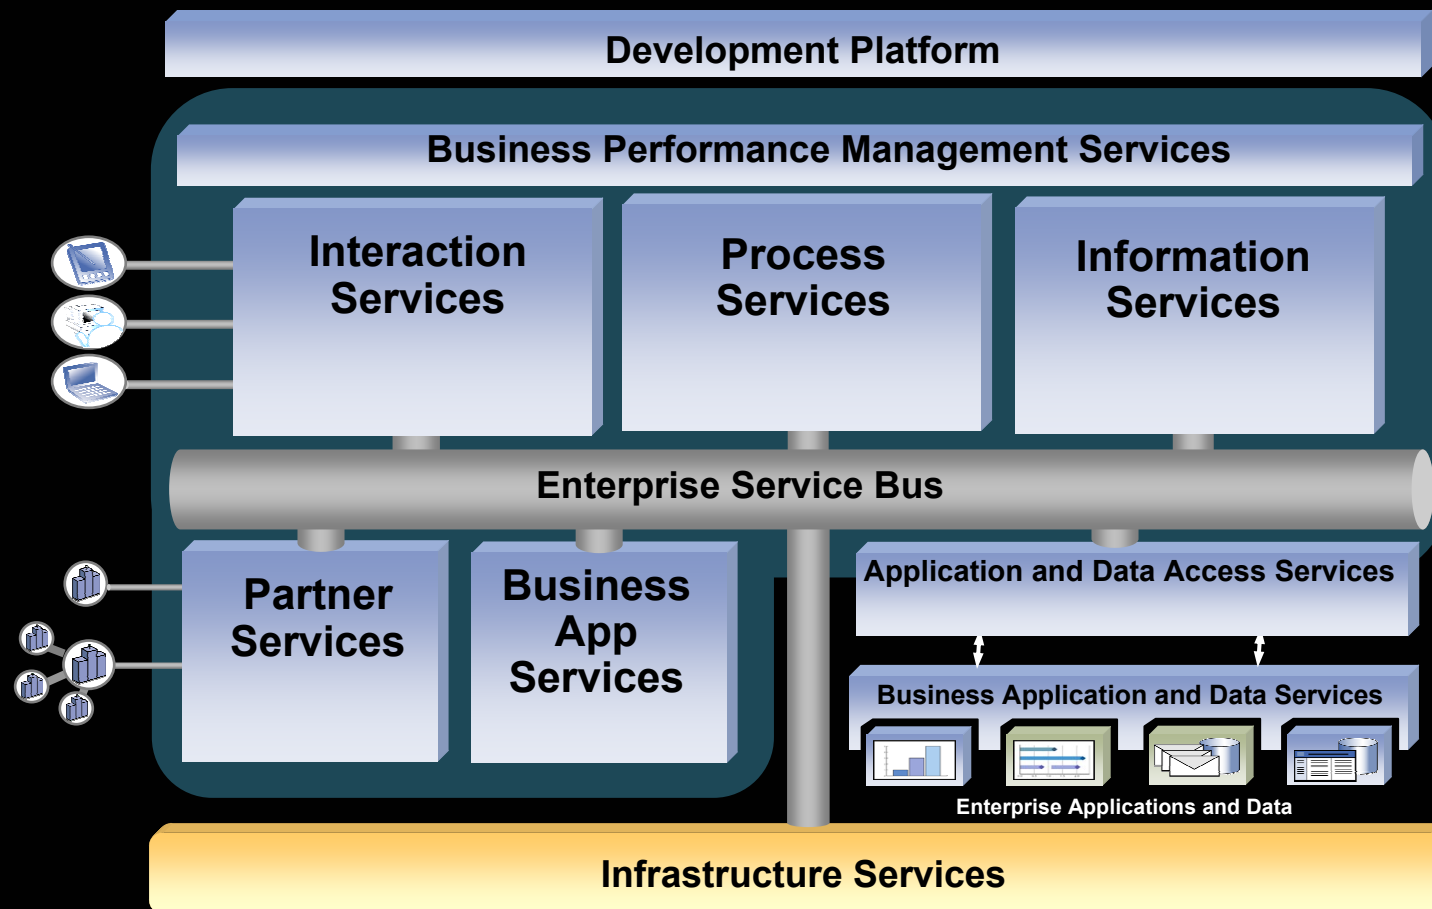 Development Platform
Business Performance Management Services
Interaction
Services
Process
Services
Information
Services
Enterprise Service Bus
Partner
Services
Business
App
Services
Application and Data Access Services
Business Application and Data Services
Enterprise Applications and Data
Infrastructure Services